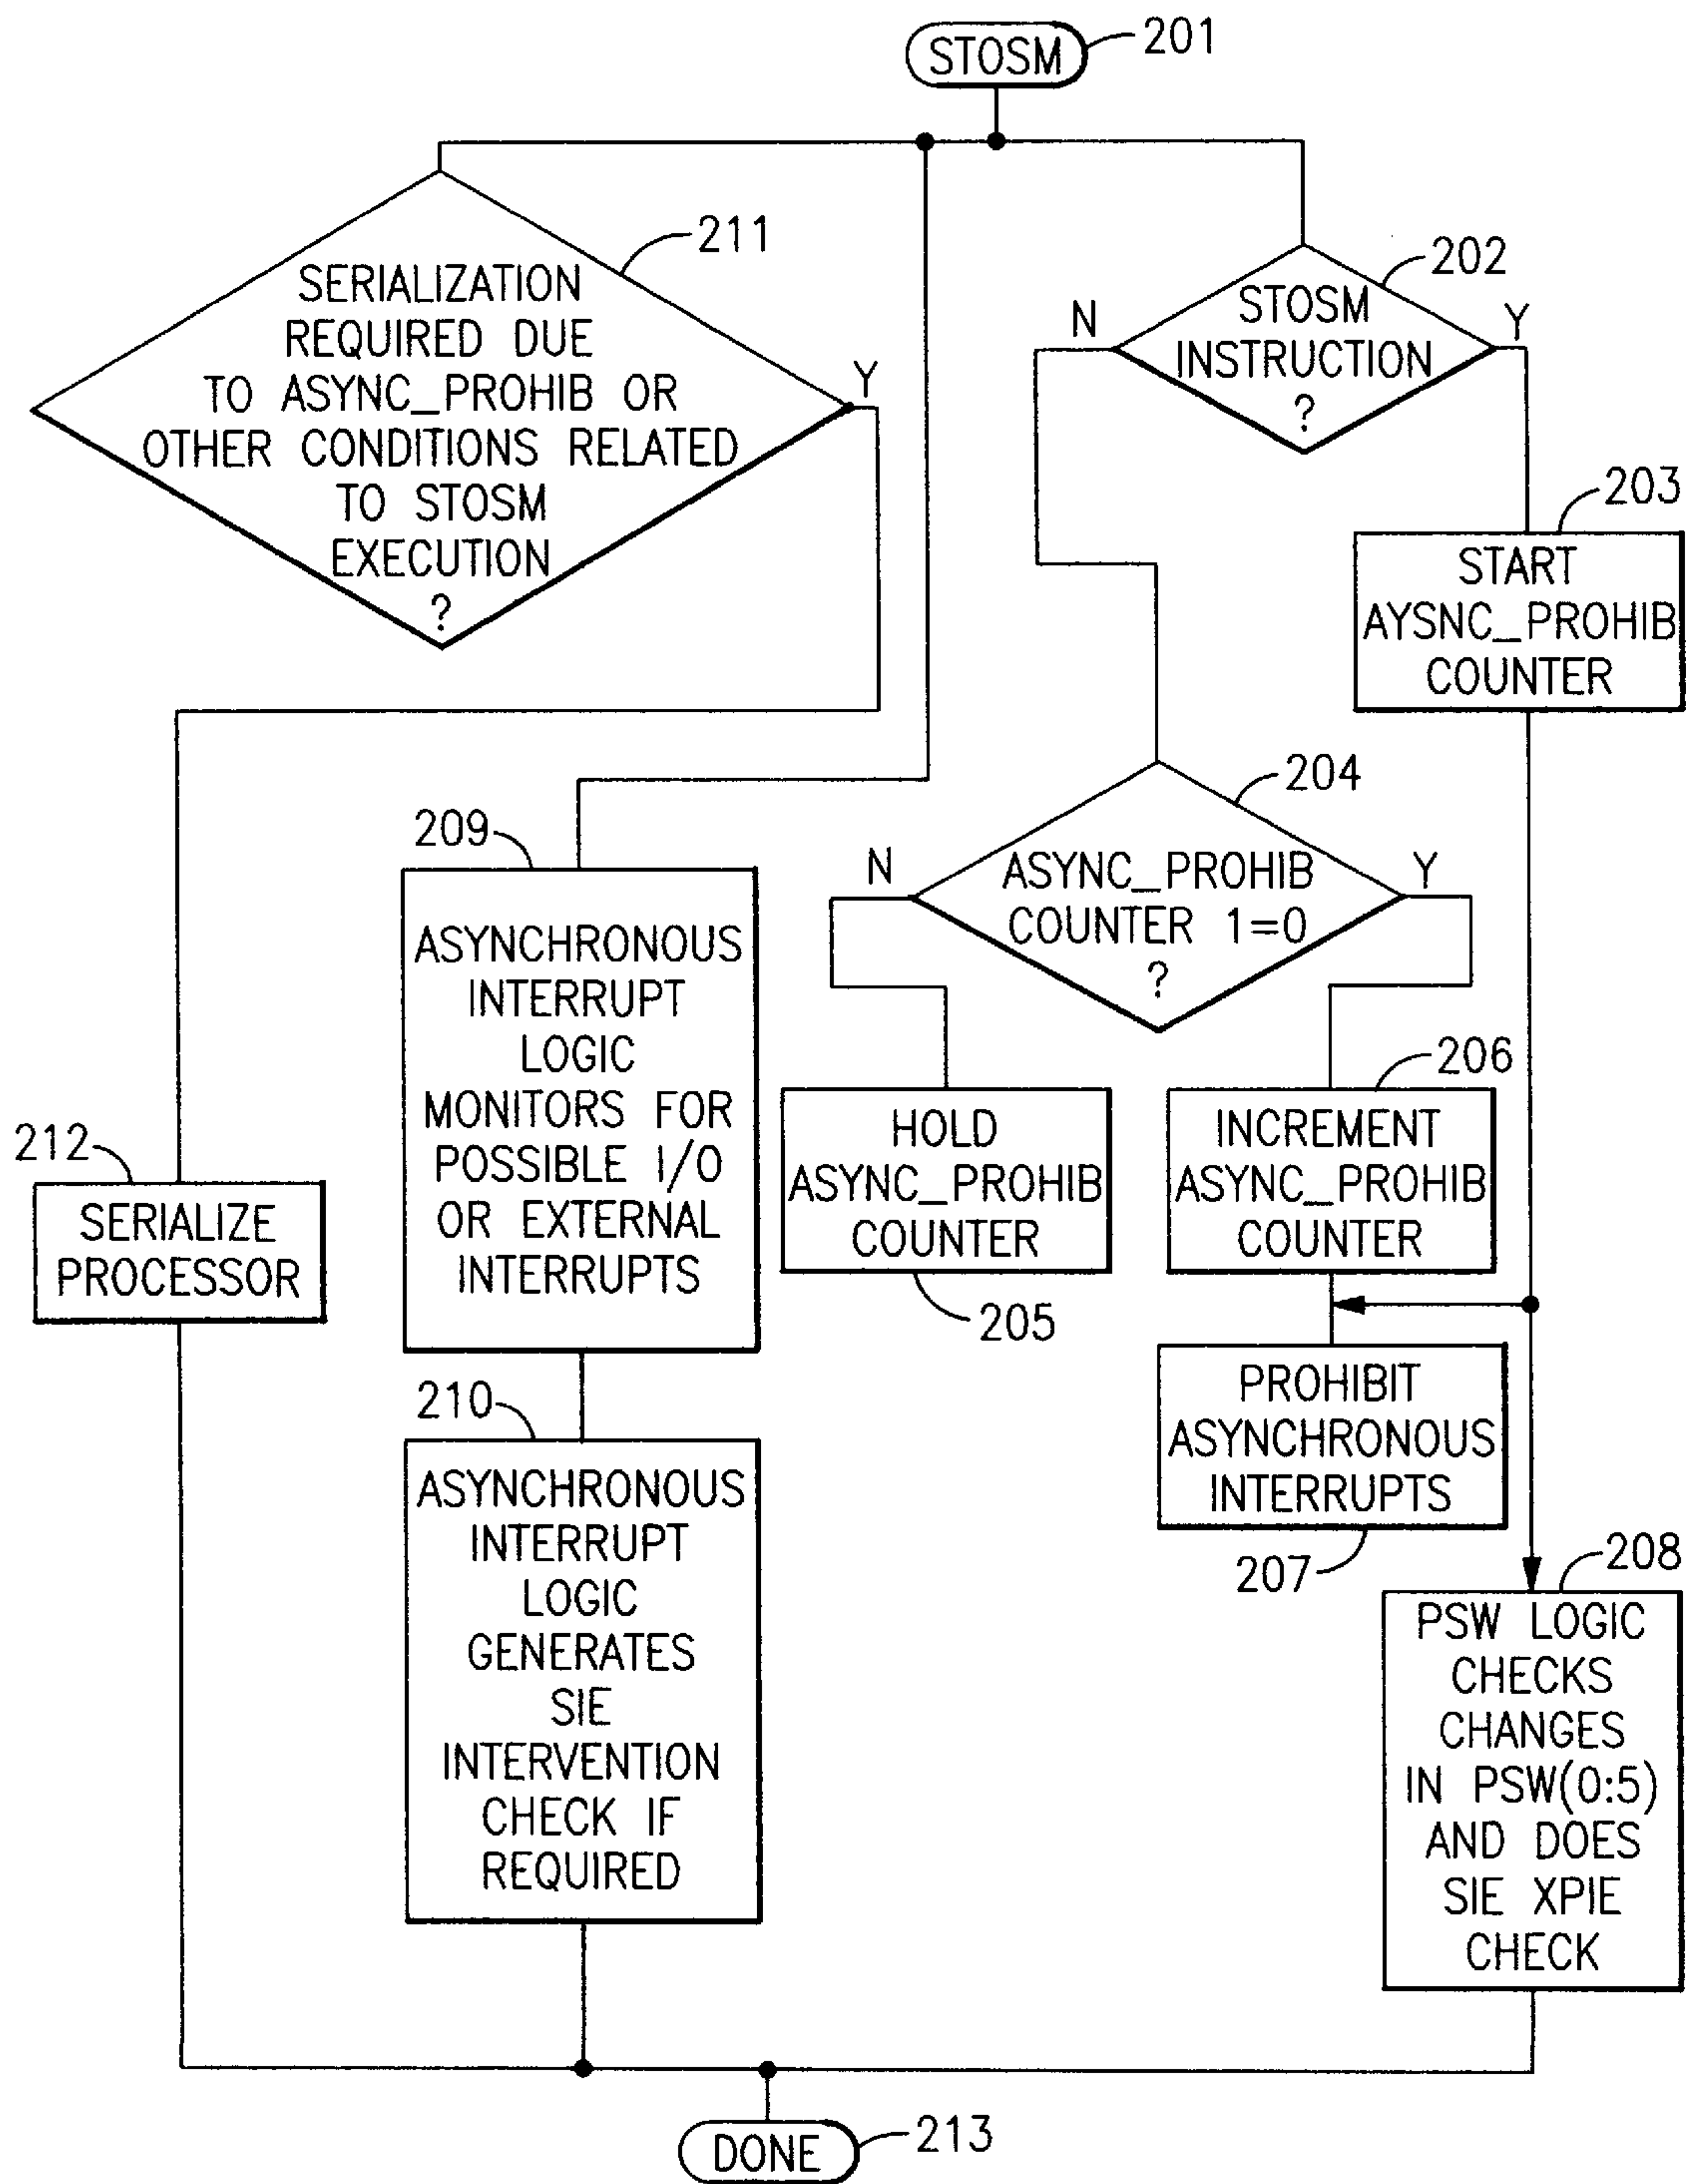 STOSM
201
211
SERIALIZATION
REQUIRED DUE
TO ASYNC_PROHIB OR
OTHER CONDITIONS RELATED
TO STOSM
EXECUTION
?
Y
202
N
STOSM
INSTRUCTION
?
Y
203
START
AYSNC_PROHIB
COUNTER
204
N
ASYNC_PROHIB
COUNTER 1=0
?
Y
209
ASYNCHRONOUS
INTERRUPT
LOGIC
MONITORS FOR
POSSIBLE I/O
OR EXTERNAL
INTERRUPTS
205
HOLD
ASYNC_PROHIB
COUNTER
206
INCREMENT
ASYNC_PROHIB
COUNTER
212
SERIALIZE
PROCESSOR
207
PROHIBIT
ASYNCHRONOUS
INTERRUPTS
210
ASYNCHRONOUS
INTERRUPT
LOGIC
GENERATES
SIE
INTERVENTION
CHECK IF
REQUIRED
208
PSW LOGIC
CHECKS
CHANGES
IN PSW(0:5)
AND DOES
SIE XPIE
CHECK
DONE
213